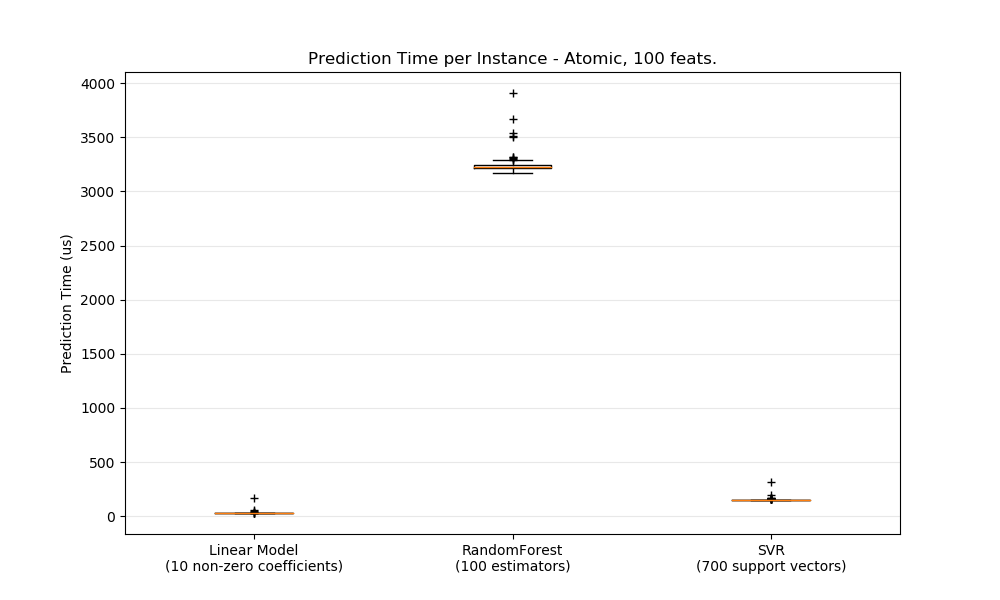 Prediction Time per Instance - Atomic, 100 feats.
Prediction Time (us)
4000
3500
3000
2500
2000
1500
1000
500
0
Linear Model
(10 non-zero coefficients)
RandomForest
(100 estimators)
SVR
(700 support vectors)